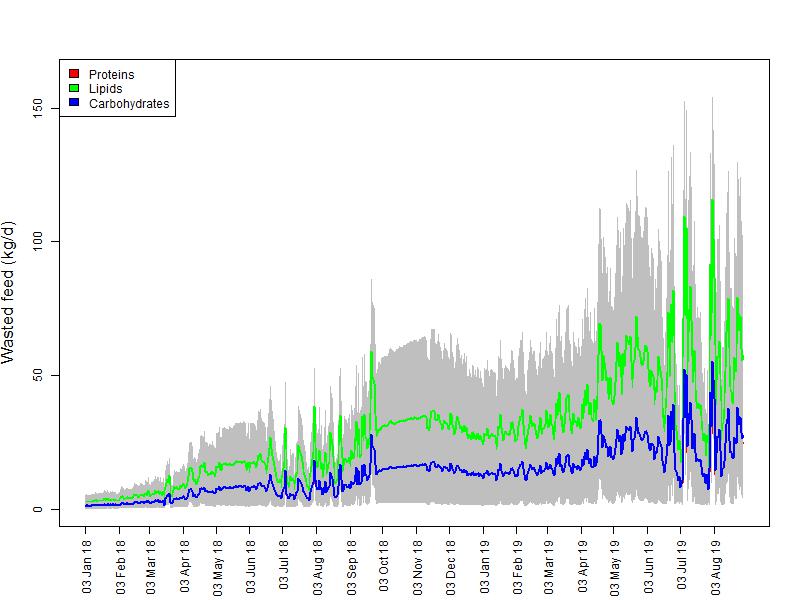 Proteins
Lipids
Carbohydrates
Wasted feed (kg/d)
150
100
50
0
03 Jan 18
03 Feb 18
03 Mar 18
03 Apr 18
03 May 18
03 Jun 18
03 Jul 18
03 Aug 18
03 Sep 18
03 Oct 18
03 Nov 18
03 Dec 18
03 Jan 19
03 Feb 19
03 Mar 19
03 Apr 19
03 May 19
03 Jun 19
03 Jul 19
03 Aug 19